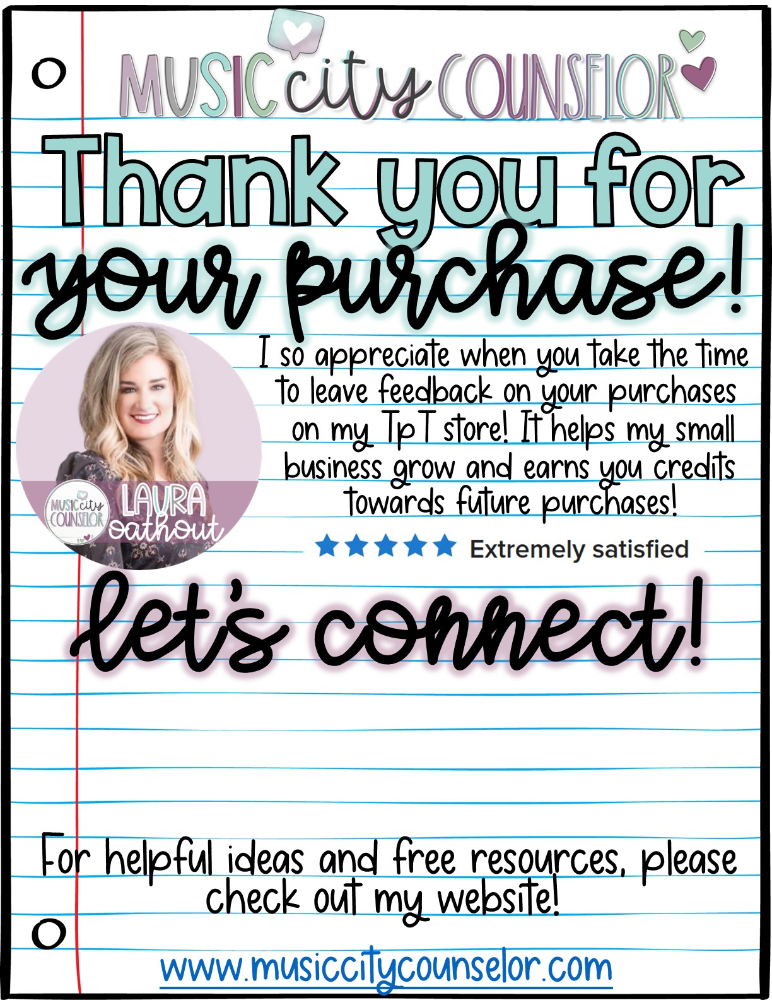 MUSIC city COUNSELOR
Thank you for
your purchase!
I so appreciate when you take the time
to leave feedback on your purchases
on my TpT store! It helps my small
business grow and earns you credits
towards future purchases!
MUSIC city
COUNSELOR
LAURA
oathout
Extremely satisfied
let's connect!
For helpful ideas and free resources, please
check out my website!
www.musiccitycounselor.com